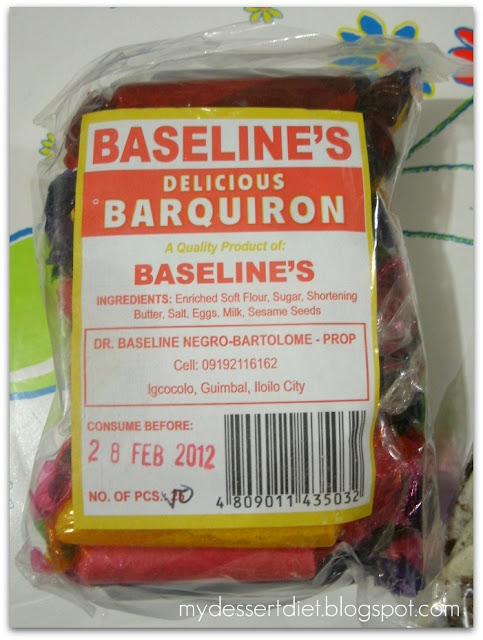 BASELINE'S
DELICIOUS
BARQUIRON
A Quality Product of:
BASELINE'S
INGREDIENTS: Enriched Soft Flour, Sugar, Shortening
Butter, Salt, Eggs, Milk, Sesame Seeds
DR. BASELINE NEGRO-BARTOLOME - PROP
Cell: 09192116162
Igcocolo, Guimbal, Iloilo City
CONSUME BEFORE:
28 FEB 2012
NO. OF PCS:
4 809011 435032
mydessertdiet.blogspot.com